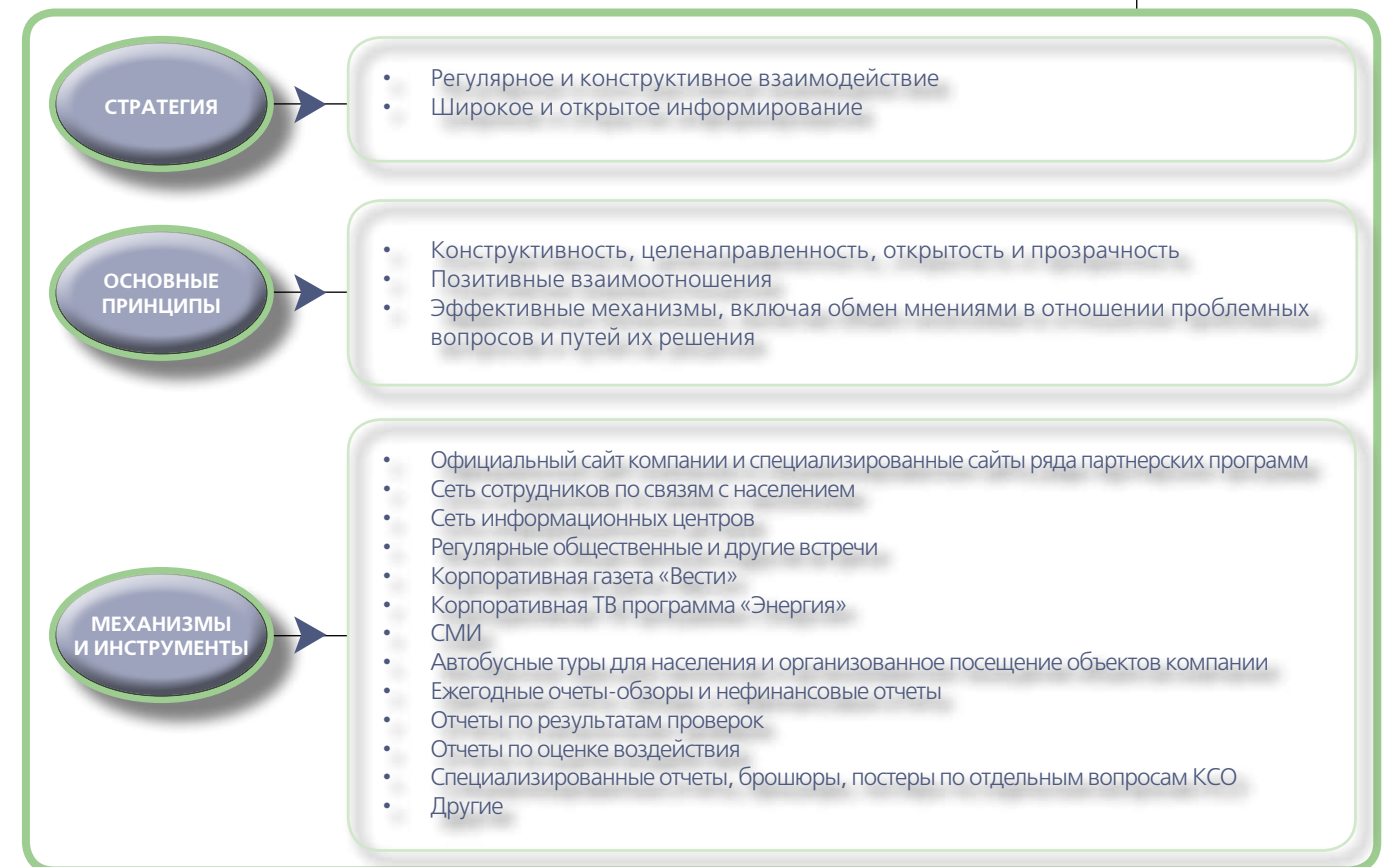 СТРАТЕГИЯ
• Регулярное и конструктивное взаимодействие
• Широкое и открытое информирование
ОСНОВНЫЕ
ПРИНЦИПЫ
• Конструктивность, целенаправленность, открытость и прозрачность
• Позитивные взаимоотношения
• Эффективные механизмы, включая обмен мнениями в отношении проблемных
вопросов и путей их решения
МЕХАНИЗМЫ
И ИНСТРУМЕНТЫ
• Официальный сайт компании и специализированные сайты ряда партнерских программ
• Сеть сотрудников по связям с населением
• Сеть информационных центров
• Регулярные общественные и другие встречи
• Корпоративная газета «Вести»
• Корпоративная ТВ программа «Энергия»
• СМИ
• Автобусные туры для населения и организованное посещение объектов компании
• Ежегодные очеты-обзоры и нефинансовые отчеты
• Отчеты по результатам проверок
• Отчеты по оценке воздействия
• Специализированные отчеты, брошюры, постеры по отдельным вопросам КСО
• Другие